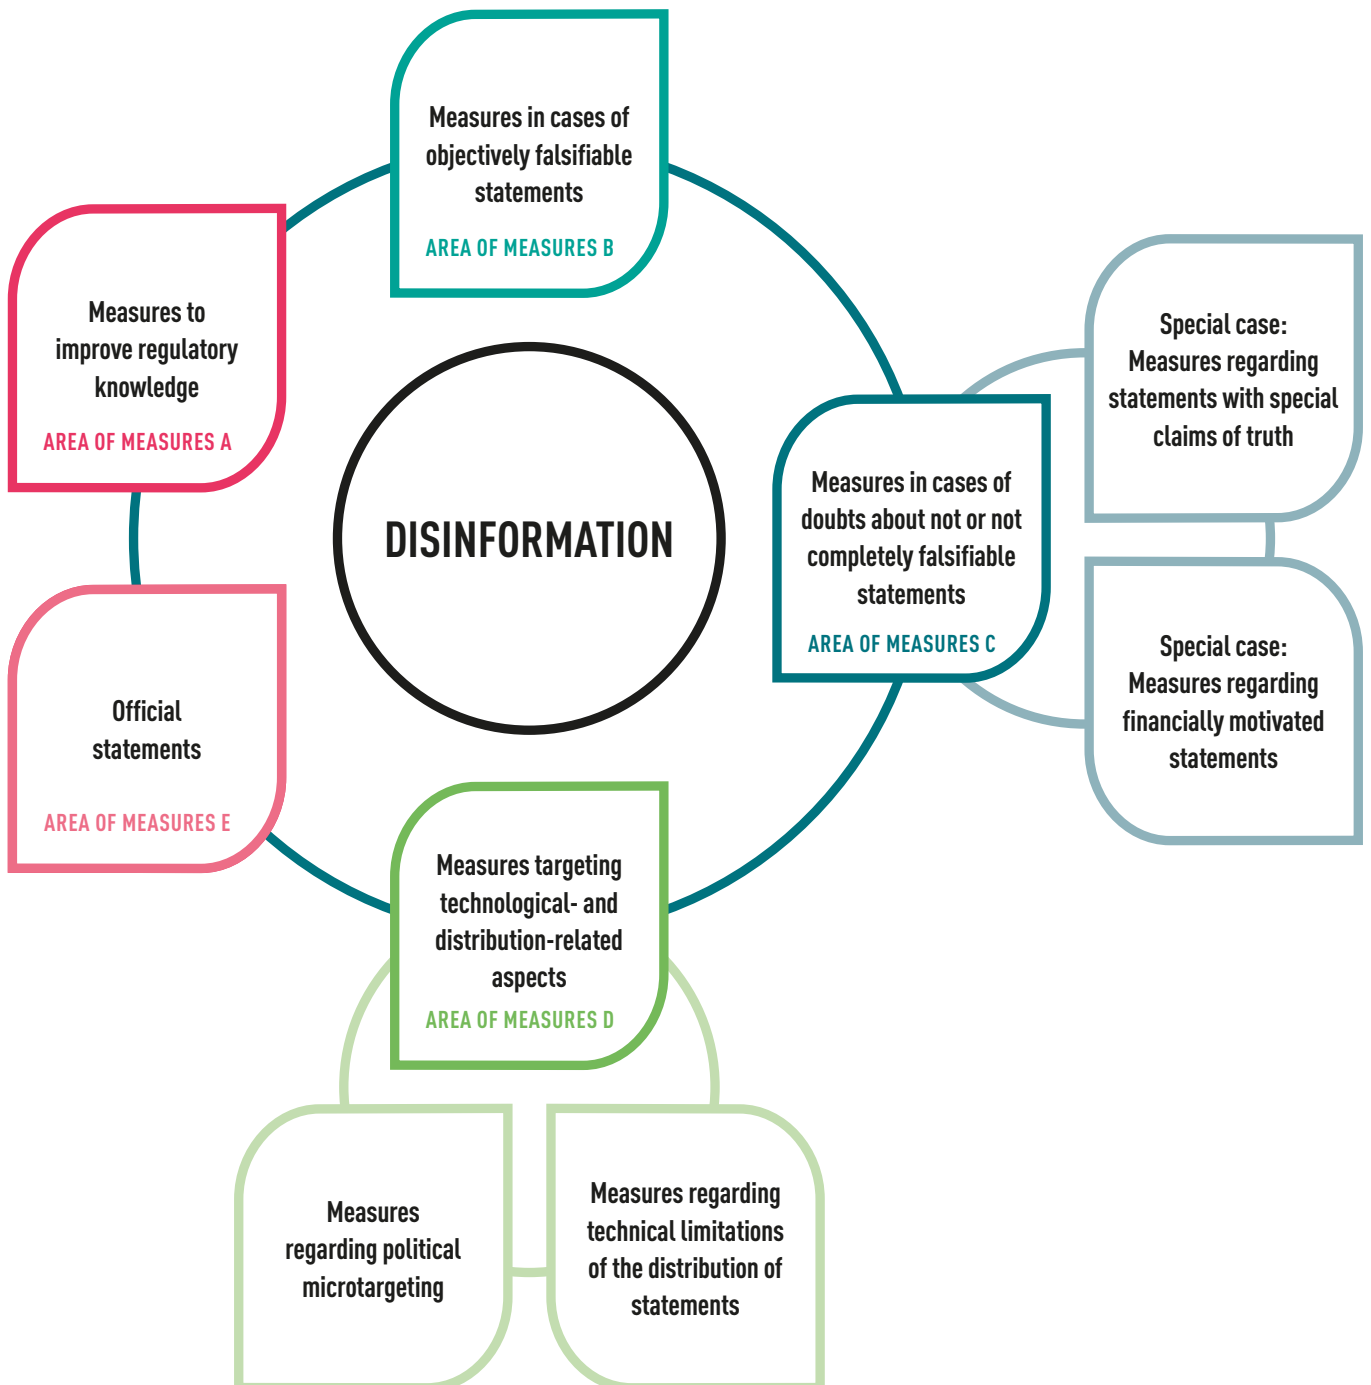 Measures in cases of
objectively falsifiable
statements
AREA OF MEASURES B
Measures to
improve regulatory
knowledge
AREA OF MEASURES A
Special case:
Measures regarding
statements with special
claims of truth
DISINFORMATION
Measures in cases of
doubts about not or not
completely falsifiable
statements
AREA OF MEASURES C
Special case:
Measures regarding
financially motivated
statements
Official
statements
AREA OF MEASURES E
Measures targeting
technological- and
distribution-related
aspects
AREA OF MEASURES D
Measures
regarding political
microtargeting
Measures regarding
technical limitations
of the distribution of
statements